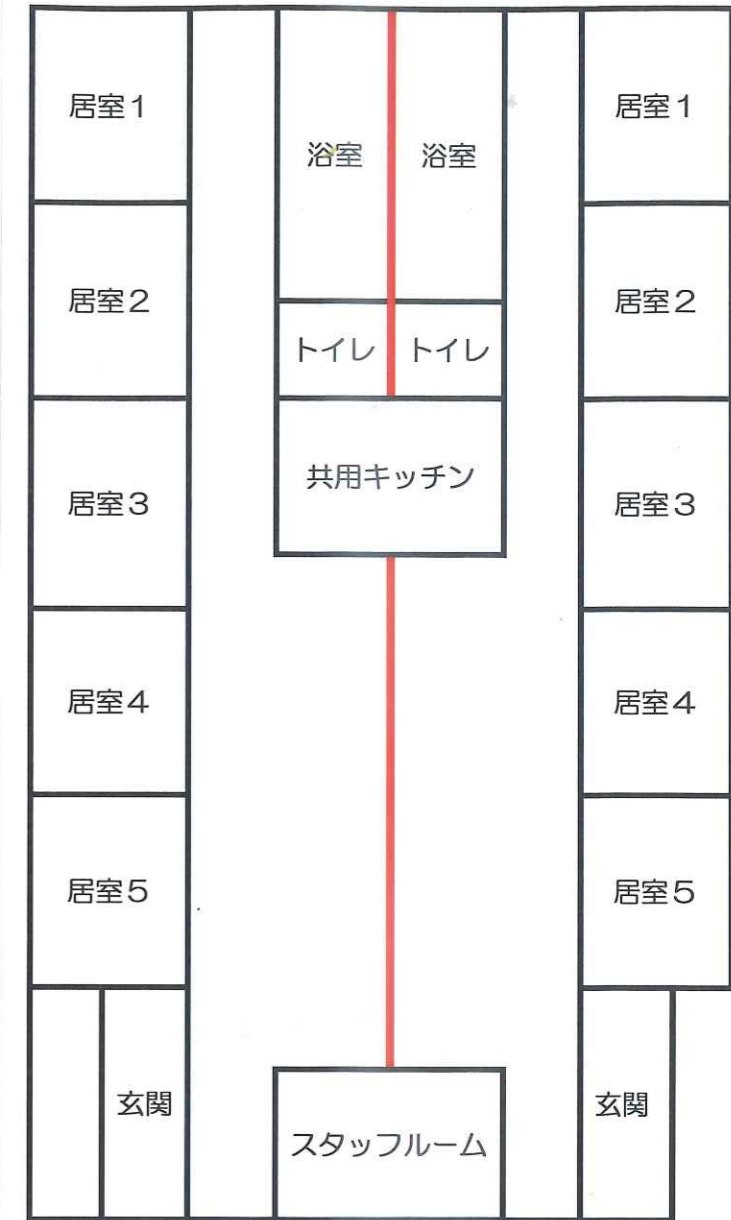 居室1
浴室
浴室
居室1
居室2
トイレ
トイレ
居室2
居室3
共用キッチン
居室3
居室4
居室4
居室5
居室5
玄関
スタッフルーム
玄関